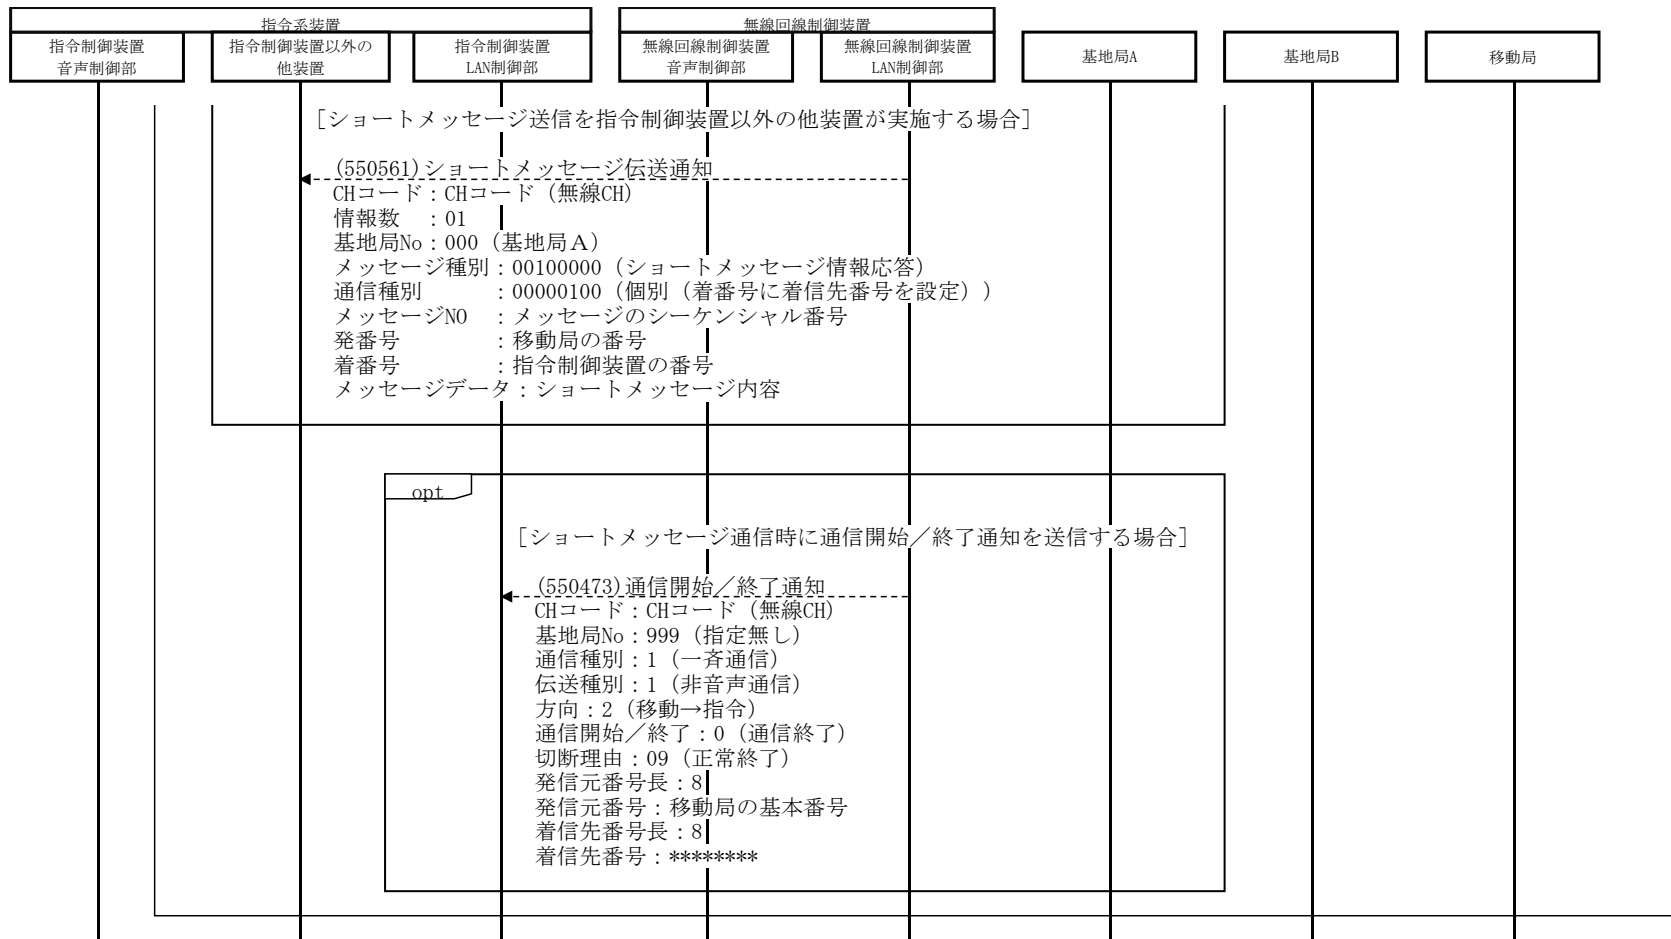 指令系装置
無線回線制御装置
指令制御装置
音声制御部
指令制御装置以外の
他装置
指令制御装置
LAN制御部
無線回線制御装置
音声制御部
無線回線制御装置
LAN制御部
基地局A
基地局B
移動局
［ショートメッセージ送信を指令制御装置以外の他装置が実施する場合］
(550561)ショートメッセージ伝送通知
CHコード：CHコード（無線CH）
情報数　：01
基地局No：000（基地局Ａ）
メッセージ種別：00100000（ショートメッセージ情報応答）
通信種別　　　：00000100（個別（着番号に着信先番号を設定））
メッセージNO　：メッセージのシーケンシャル番号
発番号　　　　：移動局の番号
着番号　　　　：指令制御装置の番号
メッセージデータ：ショートメッセージ内容
opt
［ショートメッセージ通信時に通信開始／終了通知を送信する場合］
(550473)通信開始／終了通知
CHコード：CHコード（無線CH）
基地局No：999（指定無し）
通信種別：1（一斉通信）
伝送種別：1（非音声通信）
方向：2（移動→指令）
通信開始／終了：0（通信終了）
切断理由：09（正常終了）
発信元番号長：8
発信元番号：移動局の基本番号
着信先番号長：8
着信先番号：********